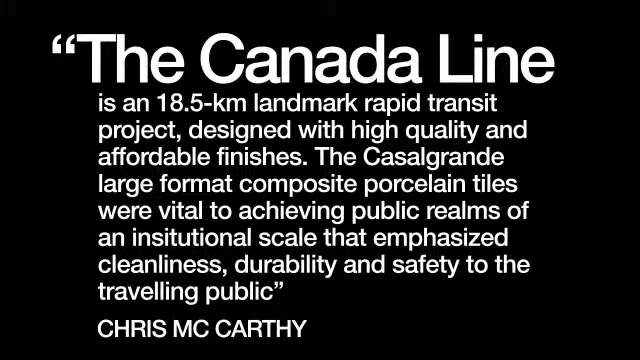 “The Canada Line
is an 18.5-km landmark rapid transit
project, designed with high quality and
affordable finishes. The Casalgrande
large format composite porcelain tiles
were vital to achieving public realms of
an insitutional scale that emphasized
cleanliness, durability and safety to the
travelling public”
CHRIS MC CARTHY